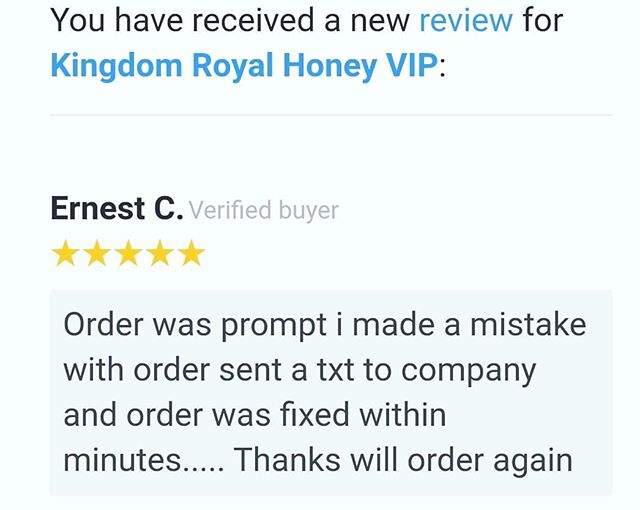 You have received a new review for
Kingdom Royal Honey VIP:
Ernest C. Verified buyer
Order was prompt i made a mistake
with order sent a txt to company
and order was fixed within
minutes..... Thanks will order again